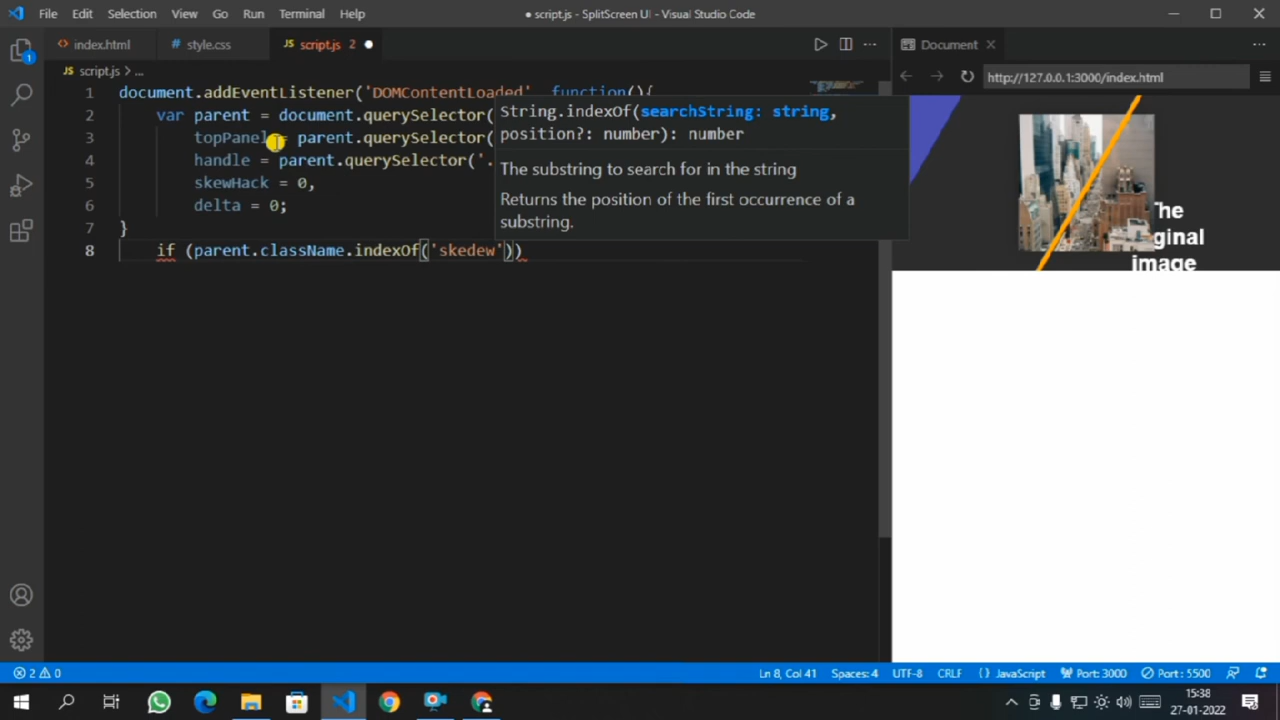 File Edit Selection View Go Run Terminal Help ● script.js - SplitScreen UI - Visual Studio Code
index.html style.css JS script.js 2 Document
JS script.js > ...
http://127.0.0.1:3000/index.html
1 document.addEventListener('DOMContentLoaded', function(){
2 var parent = document.querySelector(
3 topPanel = parent.querySelector(
4 handle = parent.querySelector('.
5 skewHack = 0,
6 delta = 0;
7 }
8 if (parent.className.indexOf('skedew'))
String.indexOf(searchString: string,
position?: number): number
The substring to search for in the string
Returns the position of the first occurrence of a
substring.
The
ginal
image
1
2 0 Ln 8, Col 41 Spaces: 4 UTF-8 CRLF JavaScript Port: 3000 Port : 5500
15:38
27-01-2022